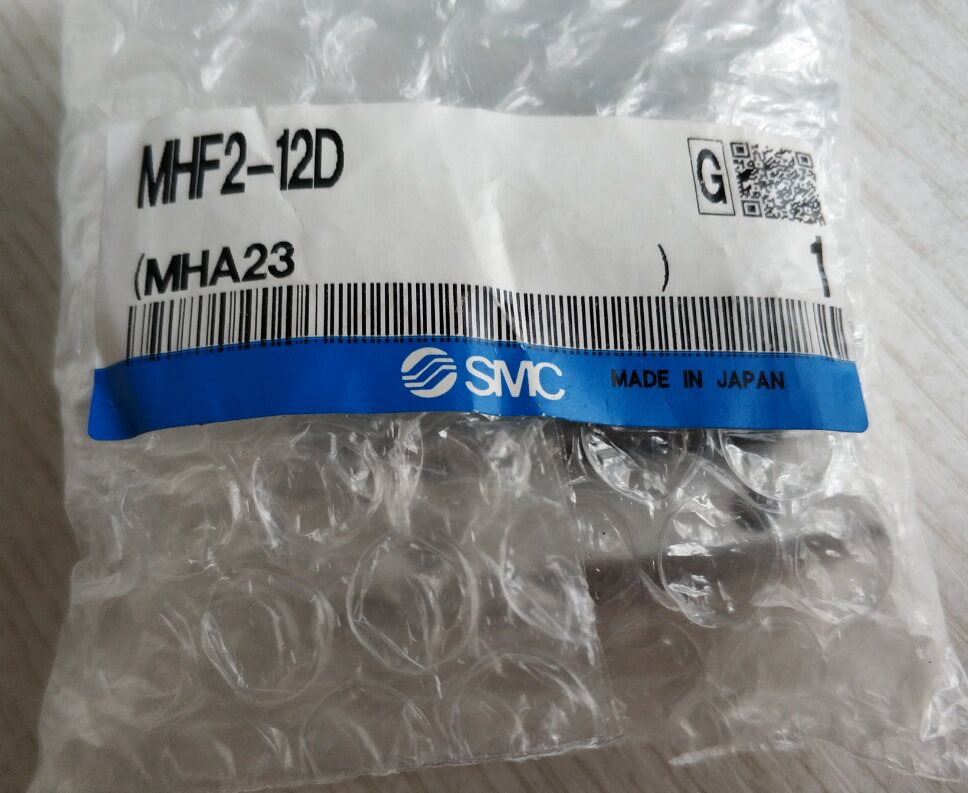 MHF2-12D
G
(MHA23 )
1
SMC
MADE IN JAPAN